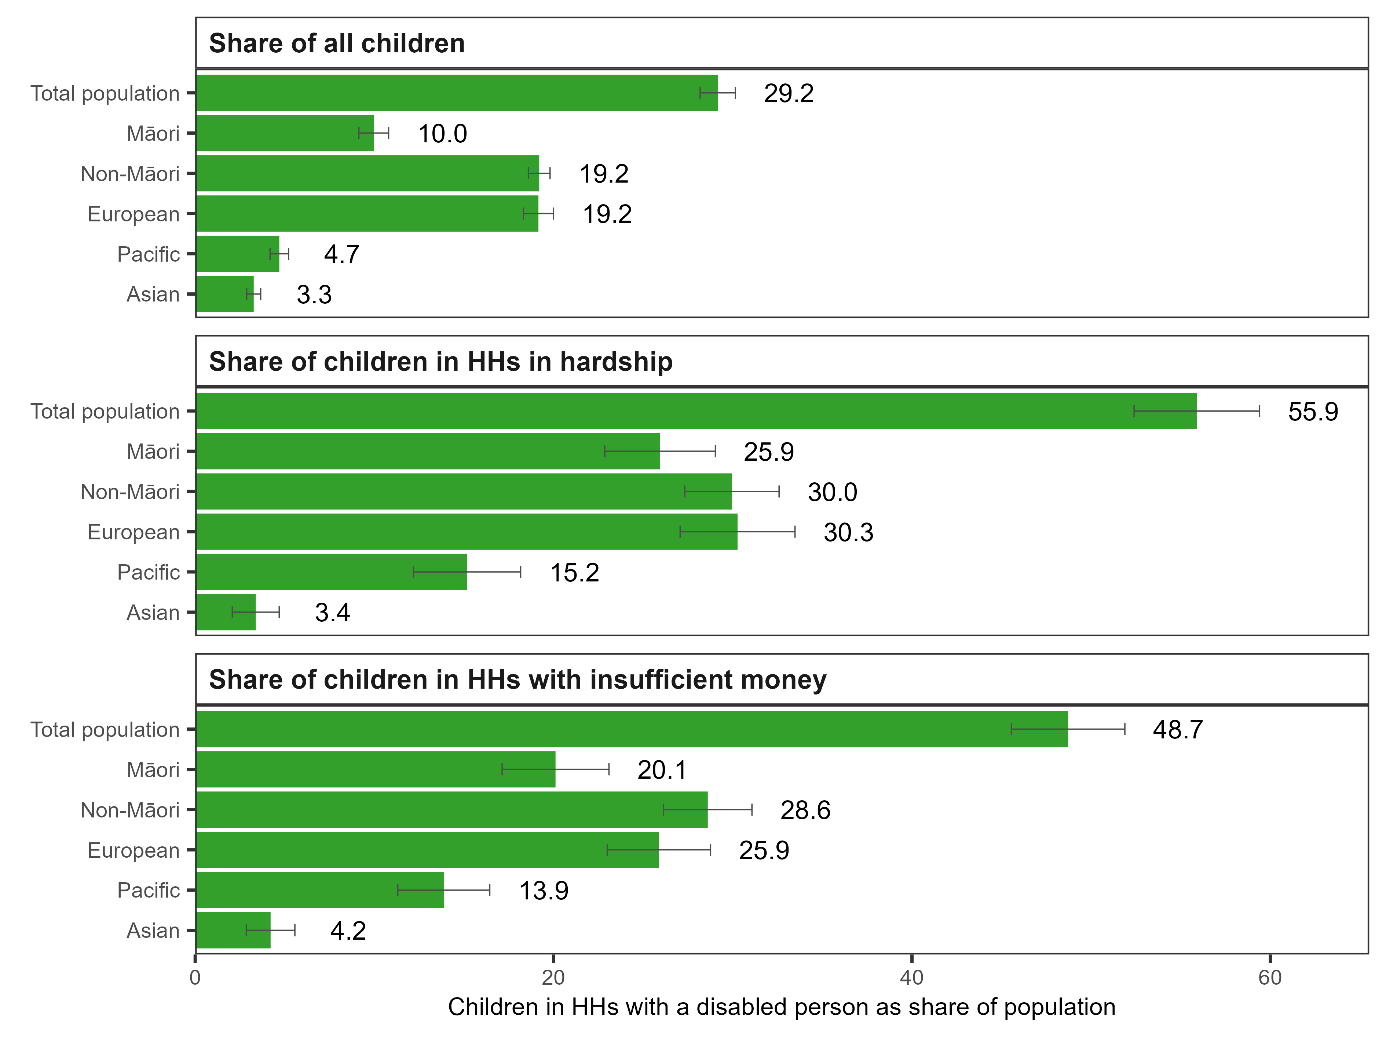 Share of all children
Total population 29.2
Māori 10.0
Non-Māori 19.2
European 19.2
Pacific 4.7
Asian 3.3
Share of children in HHs in hardship
Total population 55.9
Māori 25.9
Non-Māori 30.0
European 30.3
Pacific 15.2
Asian 3.4
Share of children in HHs with insufficient money
Total population 48.7
Māori 20.1
Non-Māori 28.6
European 25.9
Pacific 13.9
Asian 4.2
0 20 40 60
Children in HHs with a disabled person as share of population